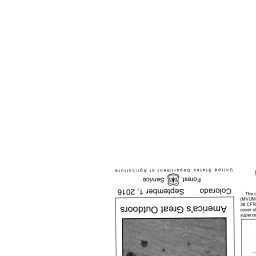 America's Great Outdoors
Colorado September 1, 2016
Forest Service
United States Department of Agriculture
The
(MVUM
36 CFR
cover
superse